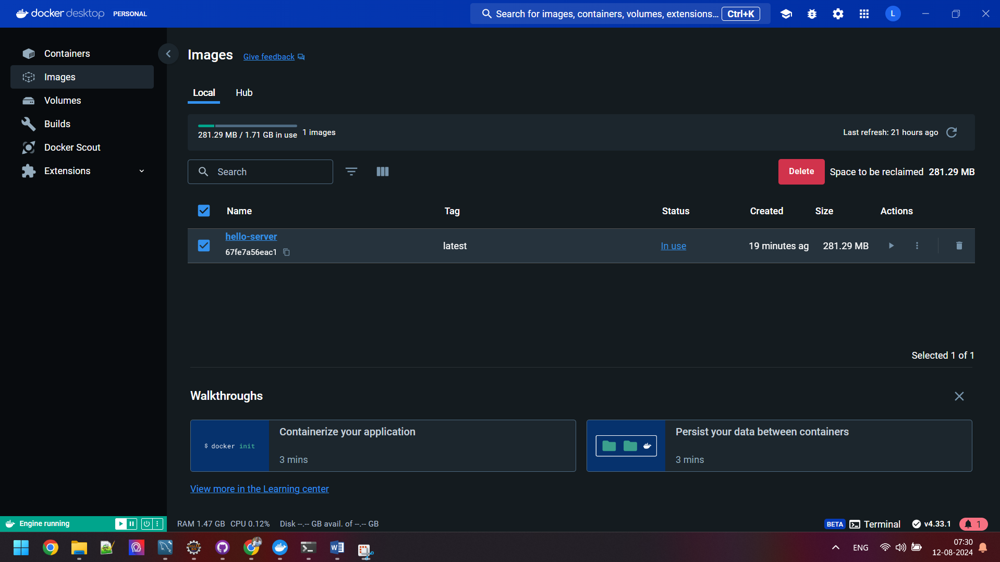 docker desktop PERSONAL
Search for images, containers, volumes, extensions... Ctrl+K
L
Containers
Images
Volumes
Builds
Docker Scout
Extensions
Images Give feedback
Local Hub
281.29 MB / 1.71 GB in use 1 images
Last refresh: 21 hours ago
Search
Delete Space to be reclaimed 281.29 MB
Name Tag Status Created Size Actions
hello-server
67fe7a56eac1
latest In use 19 minutes ag 281.29 MB
Selected 1 of 1
Walkthroughs
$ docker init
Containerize your application
3 mins
Persist your data between containers
3 mins
View more in the Learning center
Engine running
RAM 1.47 GB CPU 0.12% Disk --.-- GB avail. of --.-- GB
BETA Terminal v4.33.1 1
ENG
07:30
12-08-2024